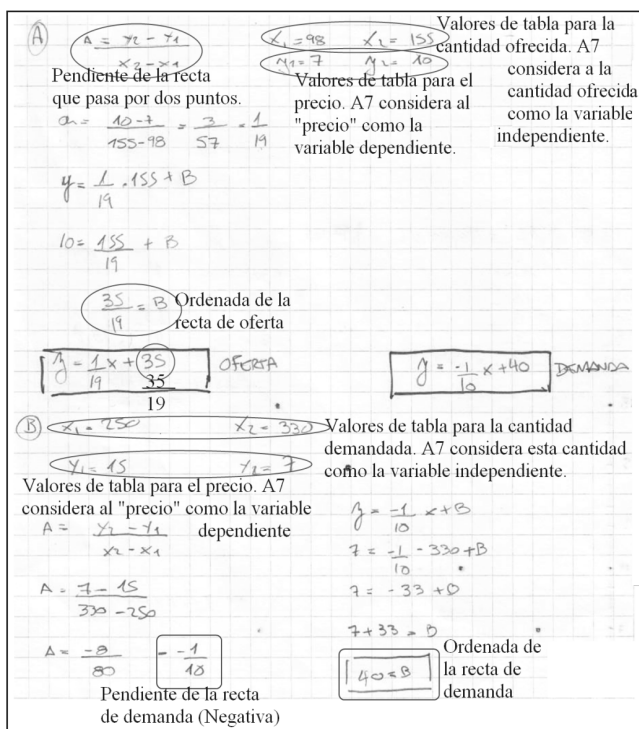 A
A = y2 - y1
x2 - x1
x1 = 98 x2 = 155
y1 = 7 y2 = 10
Valores de tabla para la
cantidad ofrecida. A7
considera a la
cantidad ofrecida
como la variable
independiente.
Pendiente de la recta
que pasa por dos puntos.
Valores de tabla para el
precio. A7 considera al
"precio" como la
variable dependiente.
a = 10 - 7 = 3 = 1
155 - 98 57 19
y = 1 . 155 + B
19
10 = 155 + B
19
35 = B
19
Ordenada de la
recta de oferta
y = 1 x + 35 OFERTA
19 35
19
y = -1 x + 40 DEMANDA
10
B
x1 = 250 x2 = 330
y1 = 15 y2 = 7
Valores de tabla para la cantidad
demandada. A7 considera esta cantidad
como la variable independiente.
Valores de tabla para el precio. A7
considera al "precio" como la variable
dependiente
A = y2 - y1
x2 - x1
A = 7 - 15
330 - 250
A = -8 = -1
80 10
Pendiente de la recta
de demanda (Negativa)
y = -1 x + B
10
7 = -1 . 330 + B
10
7 = -33 + B
7 + 33 = B
40 = B
Ordenada de
la recta de
demanda